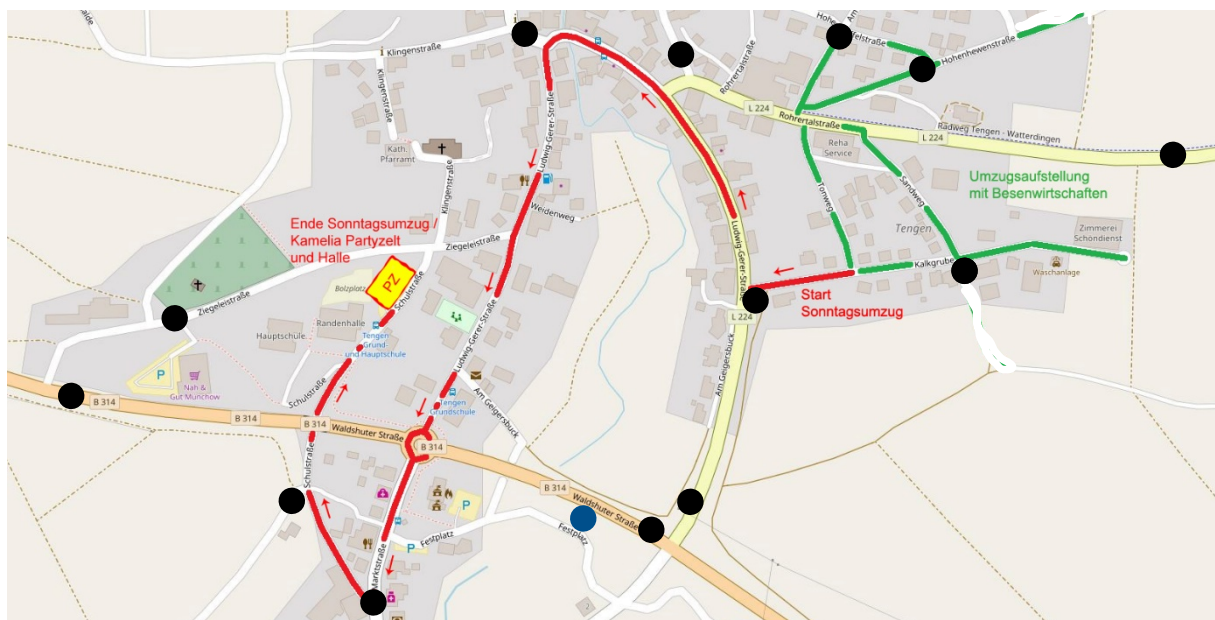 Klingenstraße
Klingenstraße
Kath.
Pfarramt
Klingenstraße
Ludwig-Gerer-Straße
Weidenweg
Rohrertalstraße
L 224
Rohrertalstraße
L 224
Radweg Tengen - Watterdingen
Hohenhewenstraße
Reha
Service
Umzugsaufstellung
mit Besenwirtschaften
Tomweg
Sandweg
Tengen
Zimmerei
Schöndienst
Waschanlage
Kalkgrube
Ende Sonntagsumzug /
Kamelia Partyzelt
und Halle
Ziegeleistraße
PZ
Bolzplatz
Schulstraße
Ziegeleistraße
Randenhalle
Hauptschule
Tengen
Grund-
und Hauptschule
Ludwig-Gerer-Straße
Ludwig-Gerer-Straße
L 224
Start
Sonntagsumzug
Am Geigersbuck
P
Nah &
Gut Münchow
Schulstraße
Tengen
Grundschule
Am Geigersbuck
B 314
B 314
Waldshuter Straße
B 314
Schulstraße
B 314
Waldshuter Straße
P
Festplatz
Festplatz
P
Marktstraße